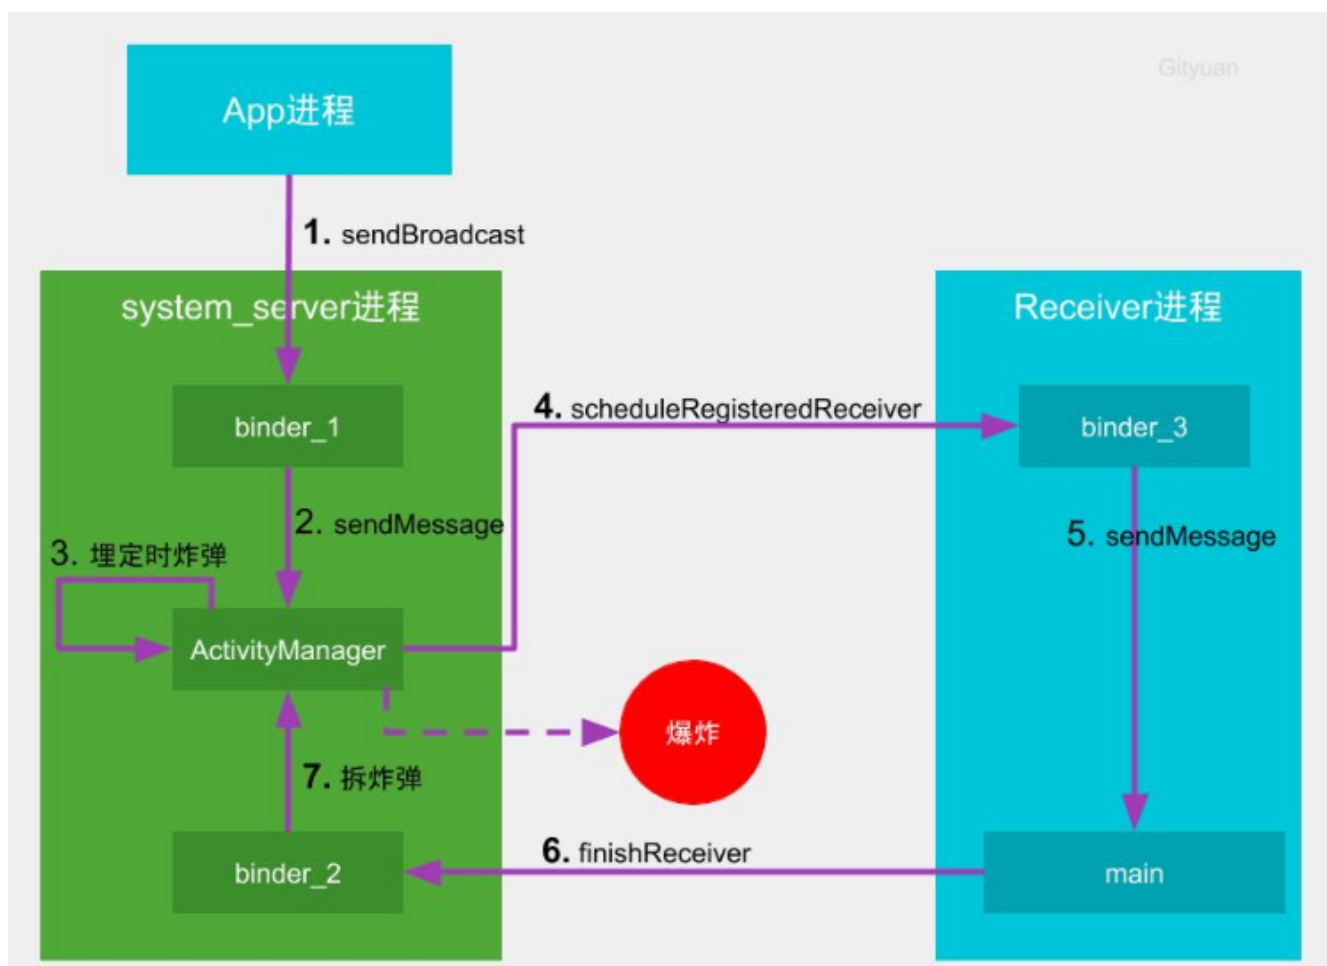 Gityuan
App进程
1. sendBroadcast
system_server进程
Receiver进程
binder_1
4. scheduleRegisteredReceiver
binder_3
2. sendMessage
5. sendMessage
3. 埋定时炸弹
ActivityManager
爆炸
7. 拆炸弹
6. finishReceiver
binder_2
main